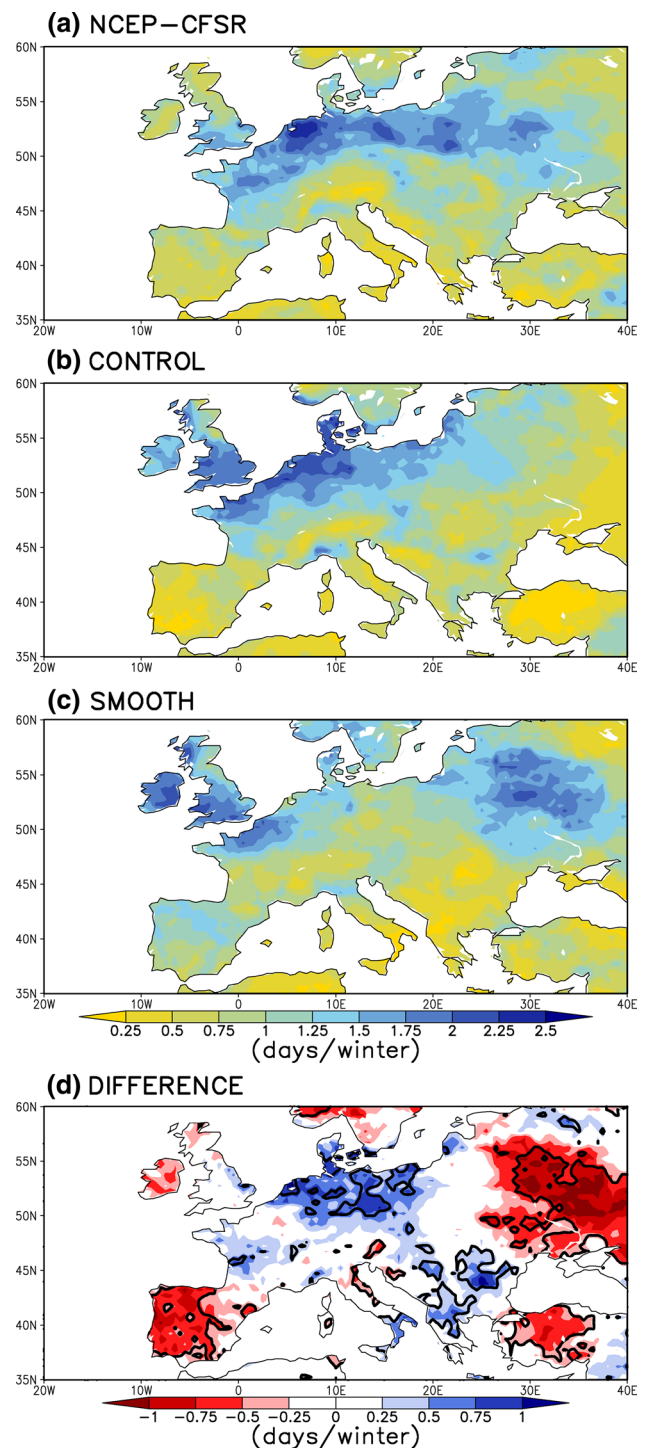 (a) NCEP-CFSR
60N
55N
50N
45N
40N
35N
20W 10W 0 10E 20E 30E 40E
(b) CONTROL
60N
55N
50N
45N
40N
35N
20W 10W 0 10E 20E 30E 40E
(c) SMOOTH
60N
55N
50N
45N
40N
35N
20W 10W 0 10E 20E 30E 40E
0.25 0.5 0.75 1 1.25 1.5 1.75 2 2.25 2.5
(days/winter)
(d) DIFFERENCE
60N
55N
50N
45N
40N
35N
20W 10W 0 10E 20E 30E 40E
-1 -0.75 -0.5 -0.25 0 0.25 0.5 0.75 1
(days/winter)